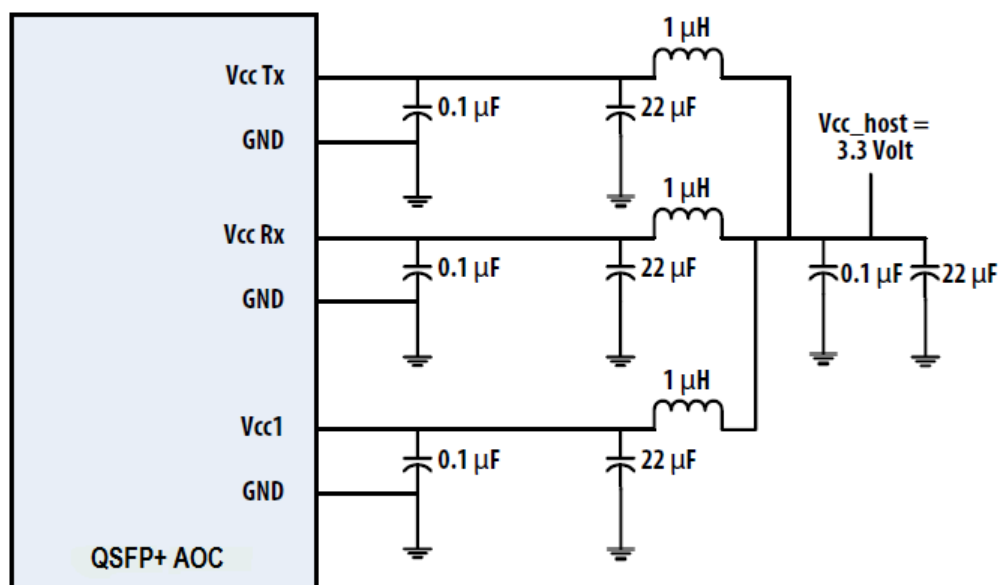 1 μH
Vcc Tx
0.1 μF
22 μF
GND
Vcc_host =
3.3 Volt
1 μH
Vcc Rx
0.1 μF
22 μF
0.1 μF
22 μF
GND
1 μH
Vcc1
0.1 μF
22 μF
GND
QSFP+ AOC